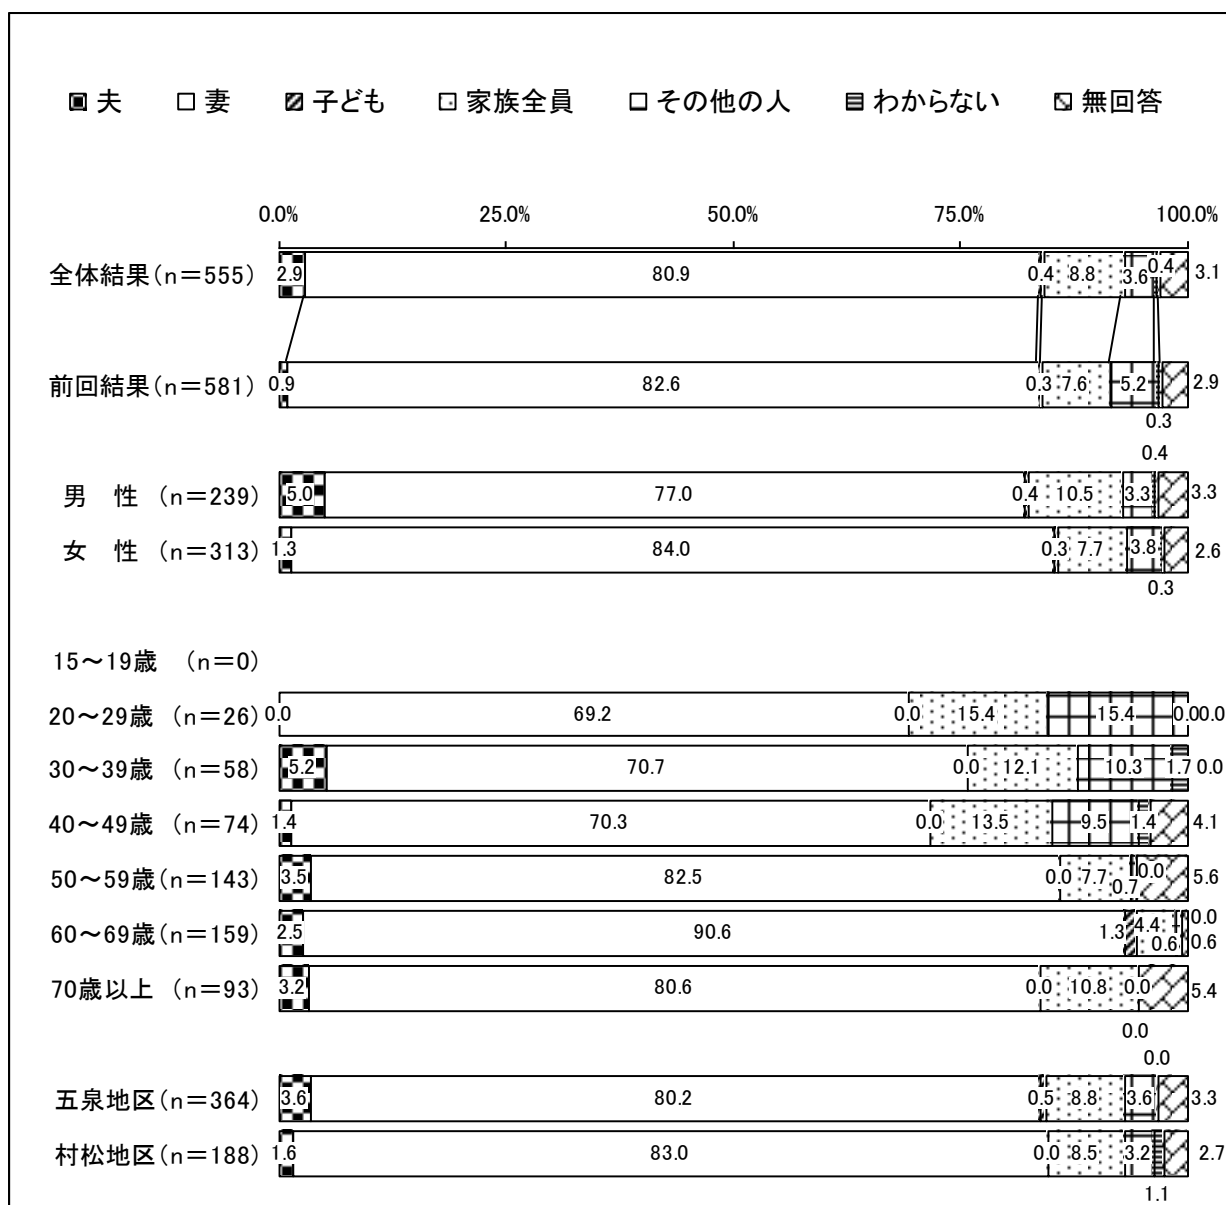 夫 妻 子ども 家族全員 その他の人 わからない 無回答
0.0% 25.0% 50.0% 75.0% 100.0%
全体結果(n=555) 2.9 80.9 0.4 8.8 3.6 0.4 3.1
前回結果(n=581) 0.9 82.6 0.3 7.6 5.2 2.9
0.3
0.4
男 性 (n=239) 5.0 77.0 0.4 10.5 3.3 3.3
女 性 (n=313) 1.3 84.0 0.3 7.7 3.8 2.6
0.3
15～19歳 (n=0)
20～29歳 (n=26) 0.0 69.2 0.0 15.4 15.4 0.0 0.0
30～39歳 (n=58) 5.2 70.7 0.0 12.1 10.3 1.7 0.0
40～49歳 (n=74) 1.4 70.3 0.0 13.5 9.5 1.4 4.1
50～59歳(n=143) 3.5 82.5 0.0 7.7 0.7 0.0 5.6
60～69歳(n=159) 2.5 90.6 1.3 4.4 0.6 0.0 0.6
70歳以上 (n=93) 3.2 80.6 0.0 10.8 0.0 5.4
0.0
0.0
五泉地区(n=364) 3.6 80.2 0.5 8.8 3.6 3.3
村松地区(n=188) 1.6 83.0 0.0 8.5 3.2 2.7
1.1